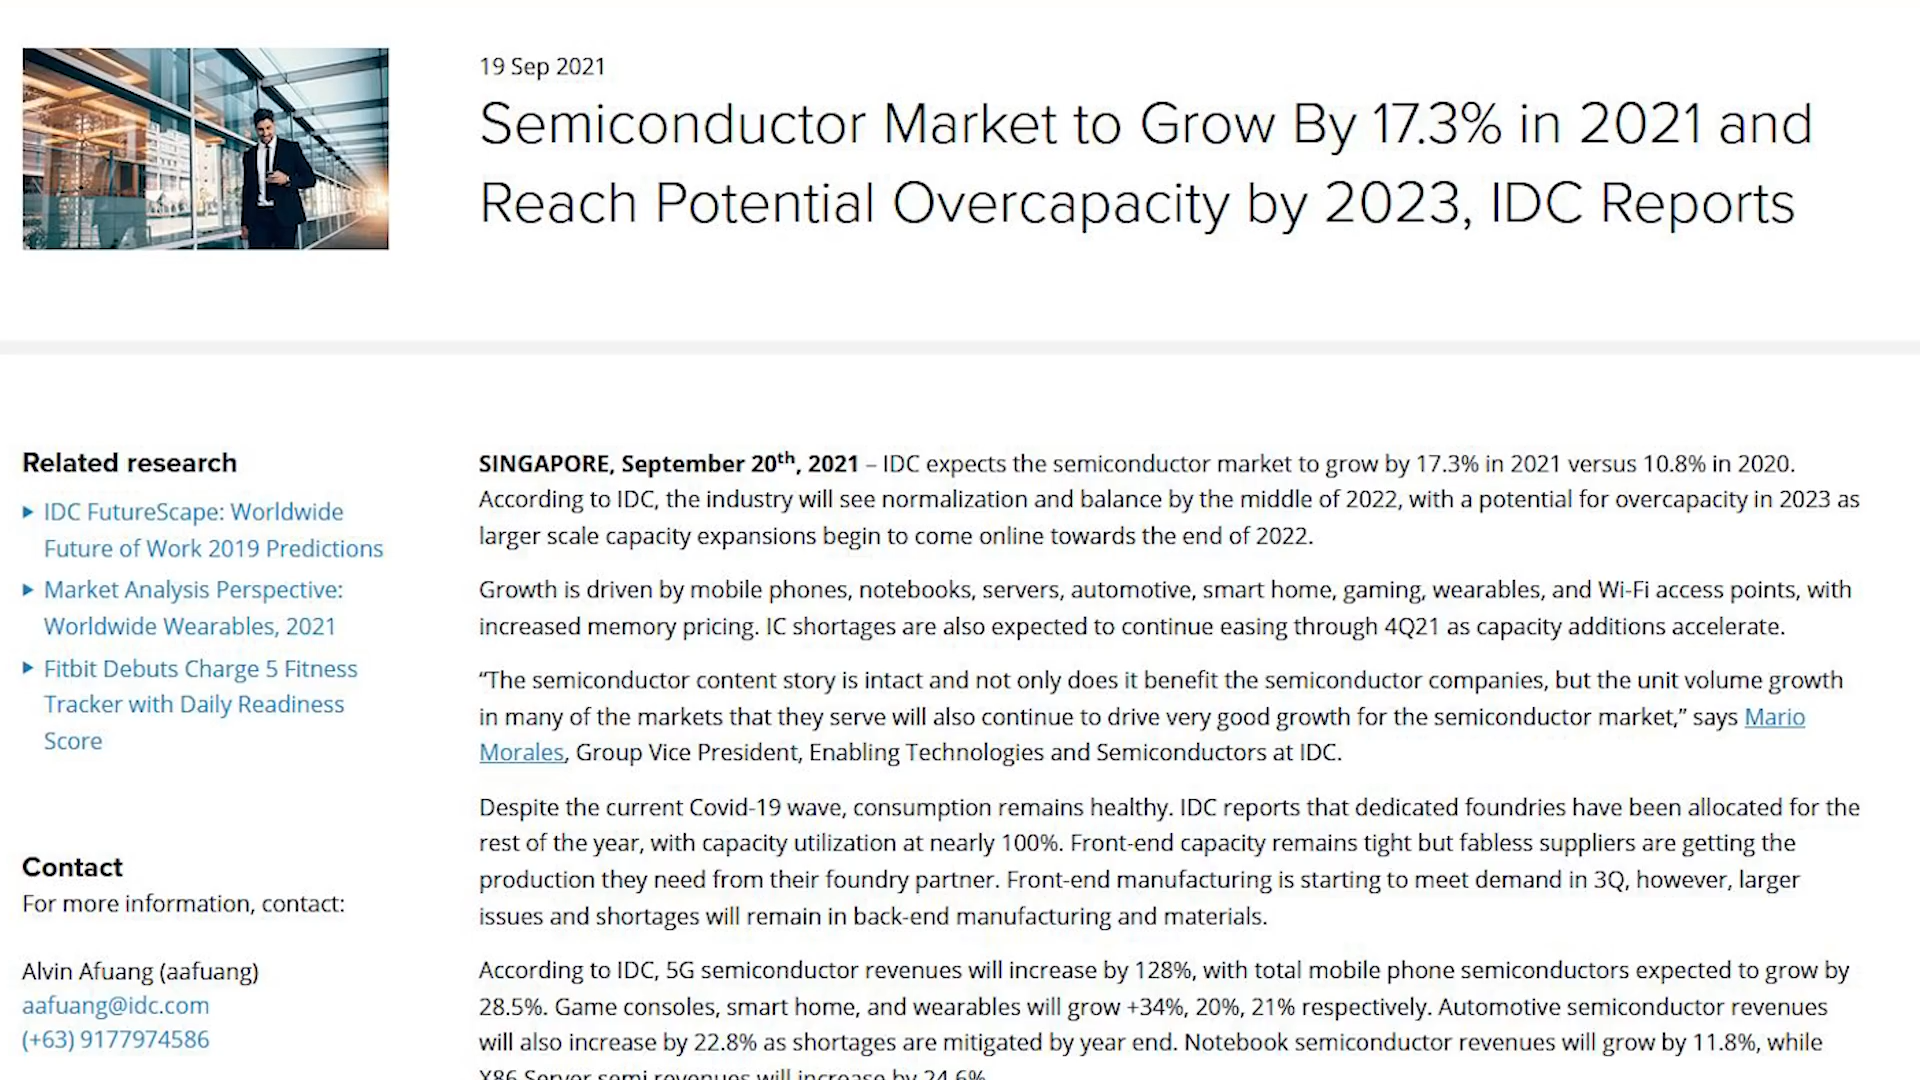 19 Sep 2021
Semiconductor Market to Grow By 17.3% in 2021 and
Reach Potential Overcapacity by 2023, IDC Reports
Related research
IDC FutureScape: Worldwide
Future of Work 2019 Predictions
Market Analysis Perspective:
Worldwide Wearables, 2021
Fitbit Debuts Charge 5 Fitness
Tracker with Daily Readiness
Score
Contact
For more information, contact:
Alvin Afuang (aafuang)
aafuang@idc.com
(+63) 9177974586
SINGAPORE, September 20th, 2021 – IDC expects the semiconductor market to grow by 17.3% in 2021 versus 10.8% in 2020.
According to IDC, the industry will see normalization and balance by the middle of 2022, with a potential for overcapacity in 2023 as
larger scale capacity expansions begin to come online towards the end of 2022.
Growth is driven by mobile phones, notebooks, servers, automotive, smart home, gaming, wearables, and Wi-Fi access points, with
increased memory pricing. IC shortages are also expected to continue easing through 4Q21 as capacity additions accelerate.
“The semiconductor content story is intact and not only does it benefit the semiconductor companies, but the unit volume growth
in many of the markets that they serve will also continue to drive very good growth for the semiconductor market,” says Mario
Morales, Group Vice President, Enabling Technologies and Semiconductors at IDC.
Despite the current Covid-19 wave, consumption remains healthy. IDC reports that dedicated foundries have been allocated for the
rest of the year, with capacity utilization at nearly 100%. Front-end capacity remains tight but fabless suppliers are getting the
production they need from their foundry partner. Front-end manufacturing is starting to meet demand in 3Q, however, larger
issues and shortages will remain in back-end manufacturing and materials.
According to IDC, 5G semiconductor revenues will increase by 128%, with total mobile phone semiconductors expected to grow by
28.5%. Game consoles, smart home, and wearables will grow +34%, 20%, 21% respectively. Automotive semiconductor revenues
will also increase by 22.8% as shortages are mitigated by year end. Notebook semiconductor revenues will grow by 11.8%, while
X86 Server semi revenues will increase by 24.6%